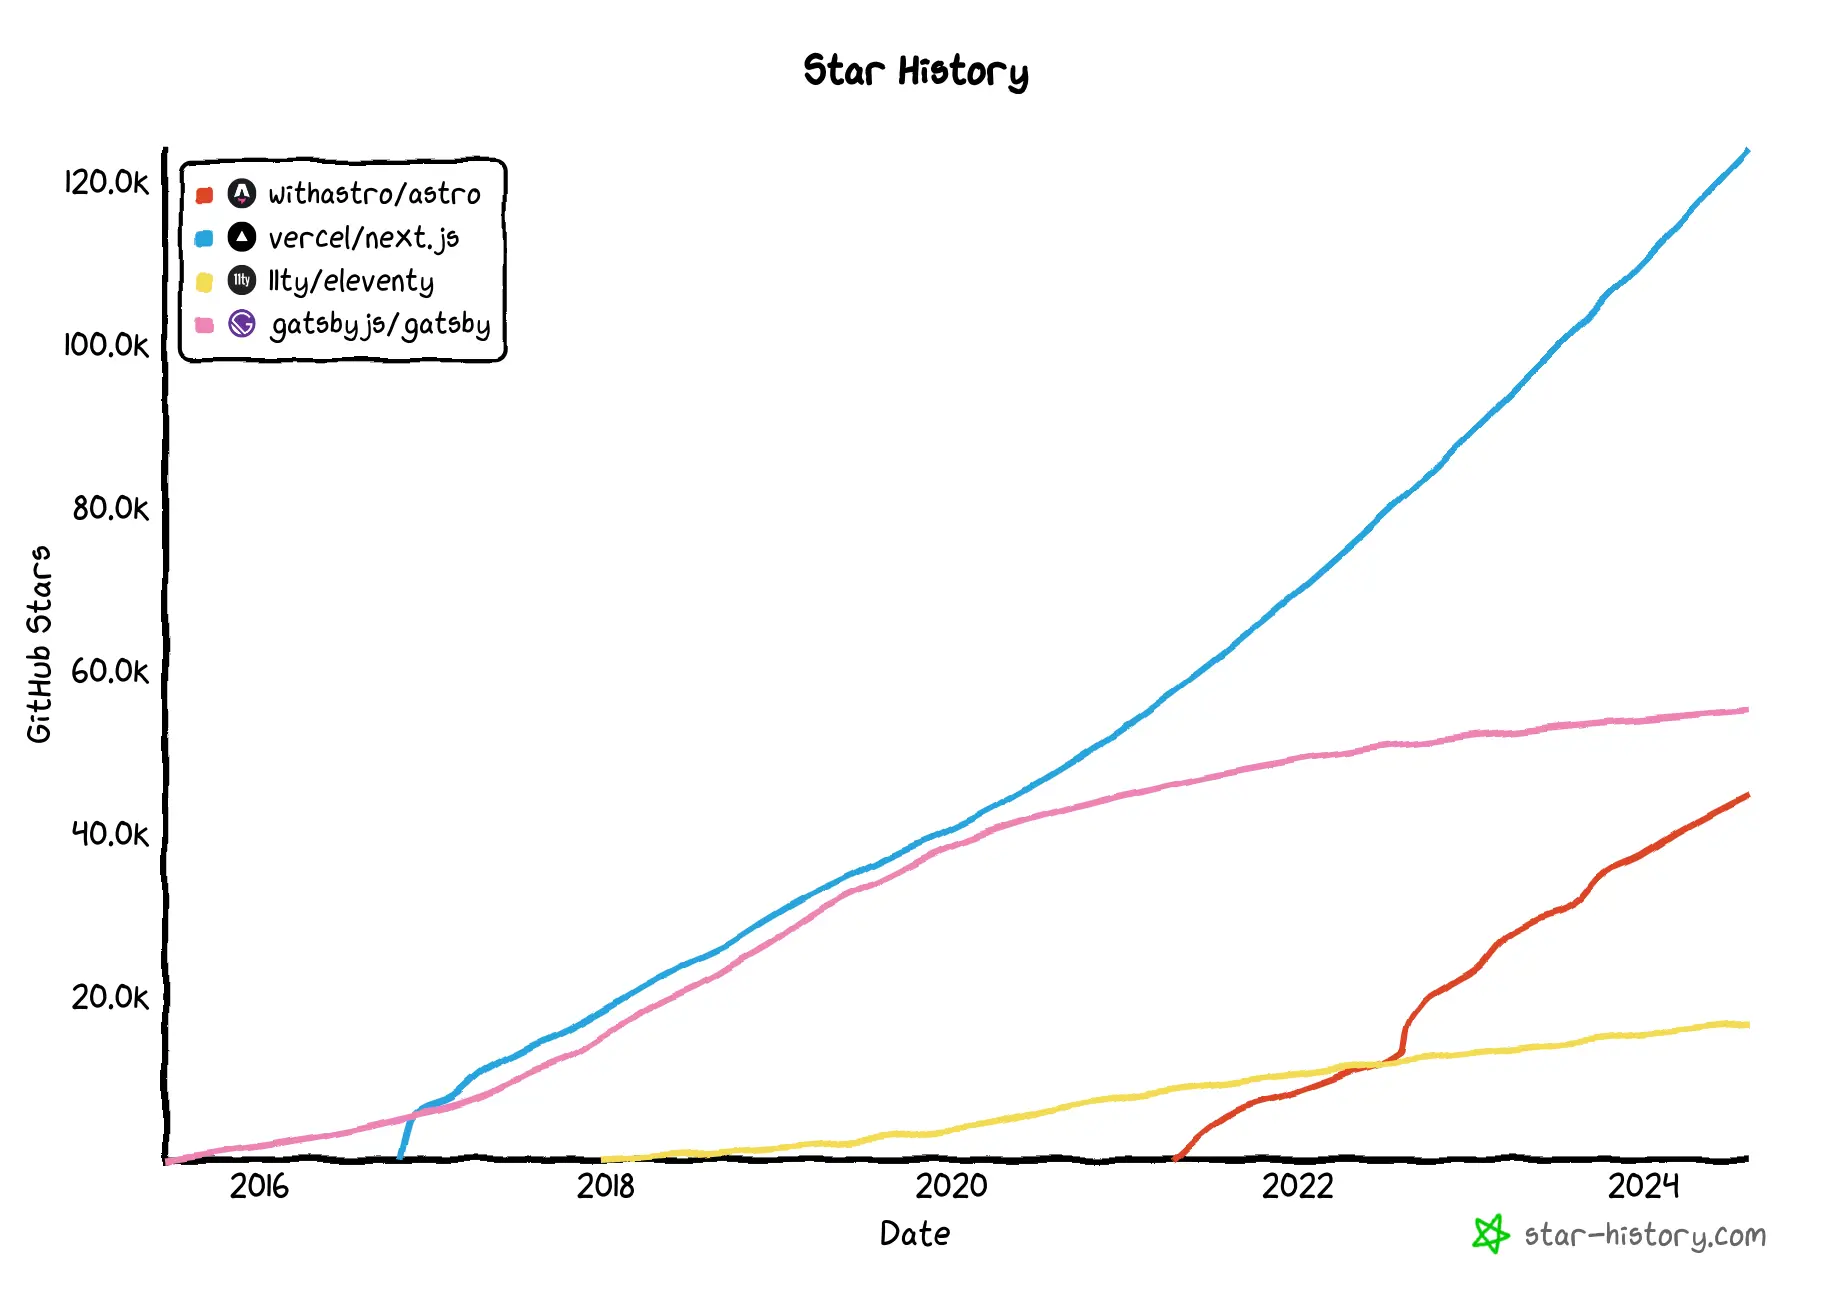 Star History
120.0k
100.0k
80.0k
60.0k
40.0k
20.0k
GitHub Stars
withastro/astro
vercel/next.js
11ty
11ty/eleventy
gatsbyjs/gatsby
2016
2018
2020
2022
2024
Date
star-history.com